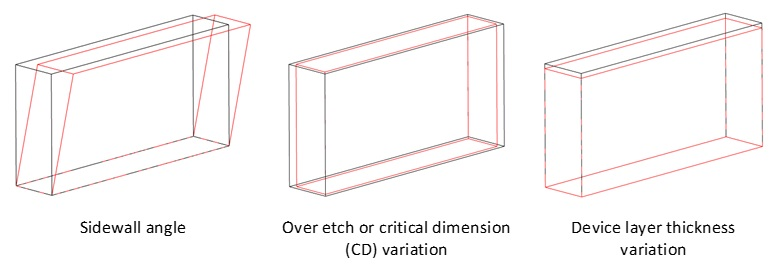 Sidewall angle
Over etch or critical dimension
(CD) variation
Device layer thickness
variation